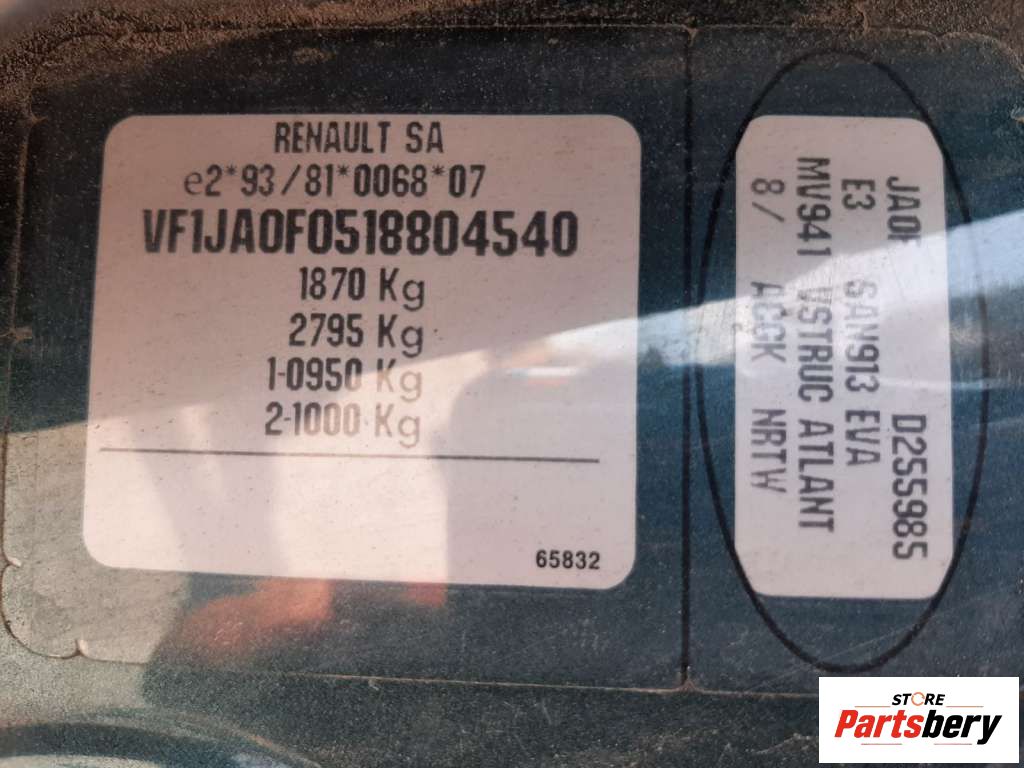 RENAULT SA
e2*93/81*0068*07
VF1JA0F0518804540
1870 Kg
2795 Kg
1-0950 Kg
2-1000 Kg
65832
JA0F D255985
E3 SAN913 EVA
MV941 VSTRUC ATLANT
8/ ACCK NRTW
STORE
Partsbery